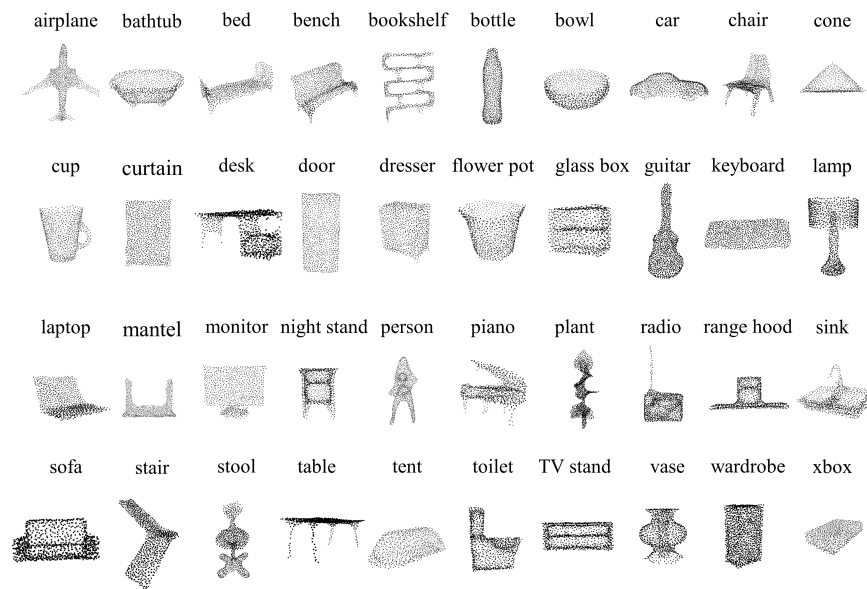 airplane bathtub bed bench bookshelf bottle bowl car chair cone
cup curtain desk door dresser flower pot glass box guitar keyboard lamp
laptop mantel monitor night stand person piano plant radio range hood sink
sofa stair stool table tent toilet TV stand vase wardrobe xbox